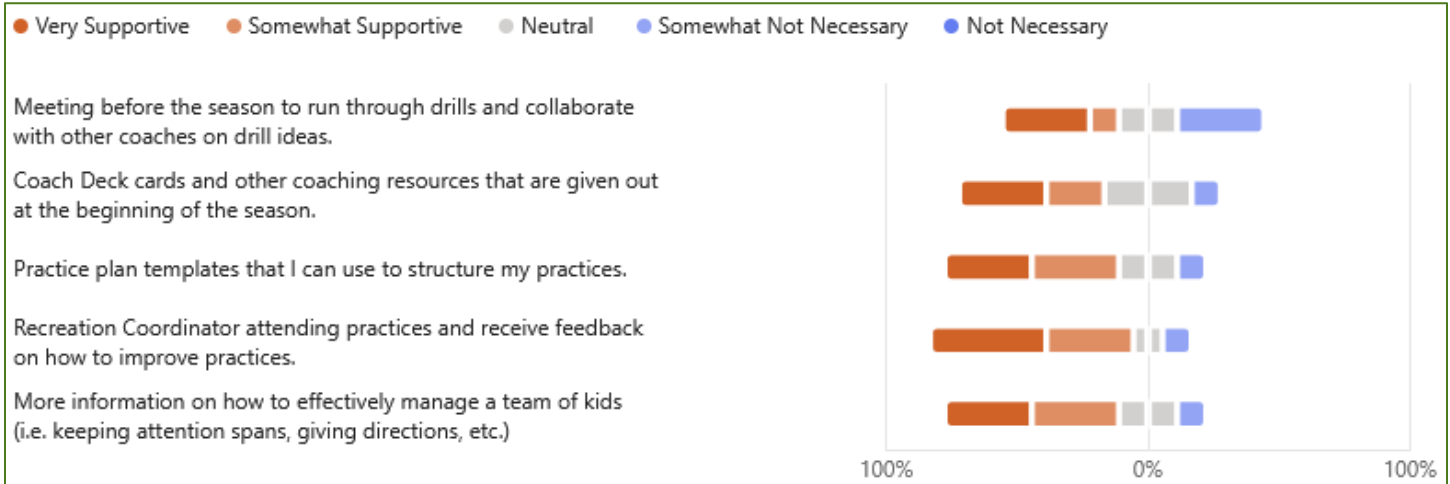 Very Supportive Somewhat Supportive Neutral Somewhat Not Necessary Not Necessary
Meeting before the season to run through drills and collaborate
with other coaches on drill ideas.
Coach Deck cards and other coaching resources that are given out
at the beginning of the season.
Practice plan templates that I can use to structure my practices.
Recreation Coordinator attending practices and receive feedback
on how to improve practices.
More information on how to effectively manage a team of kids
(i.e. keeping attention spans, giving directions, etc.)
100% 0% 100%